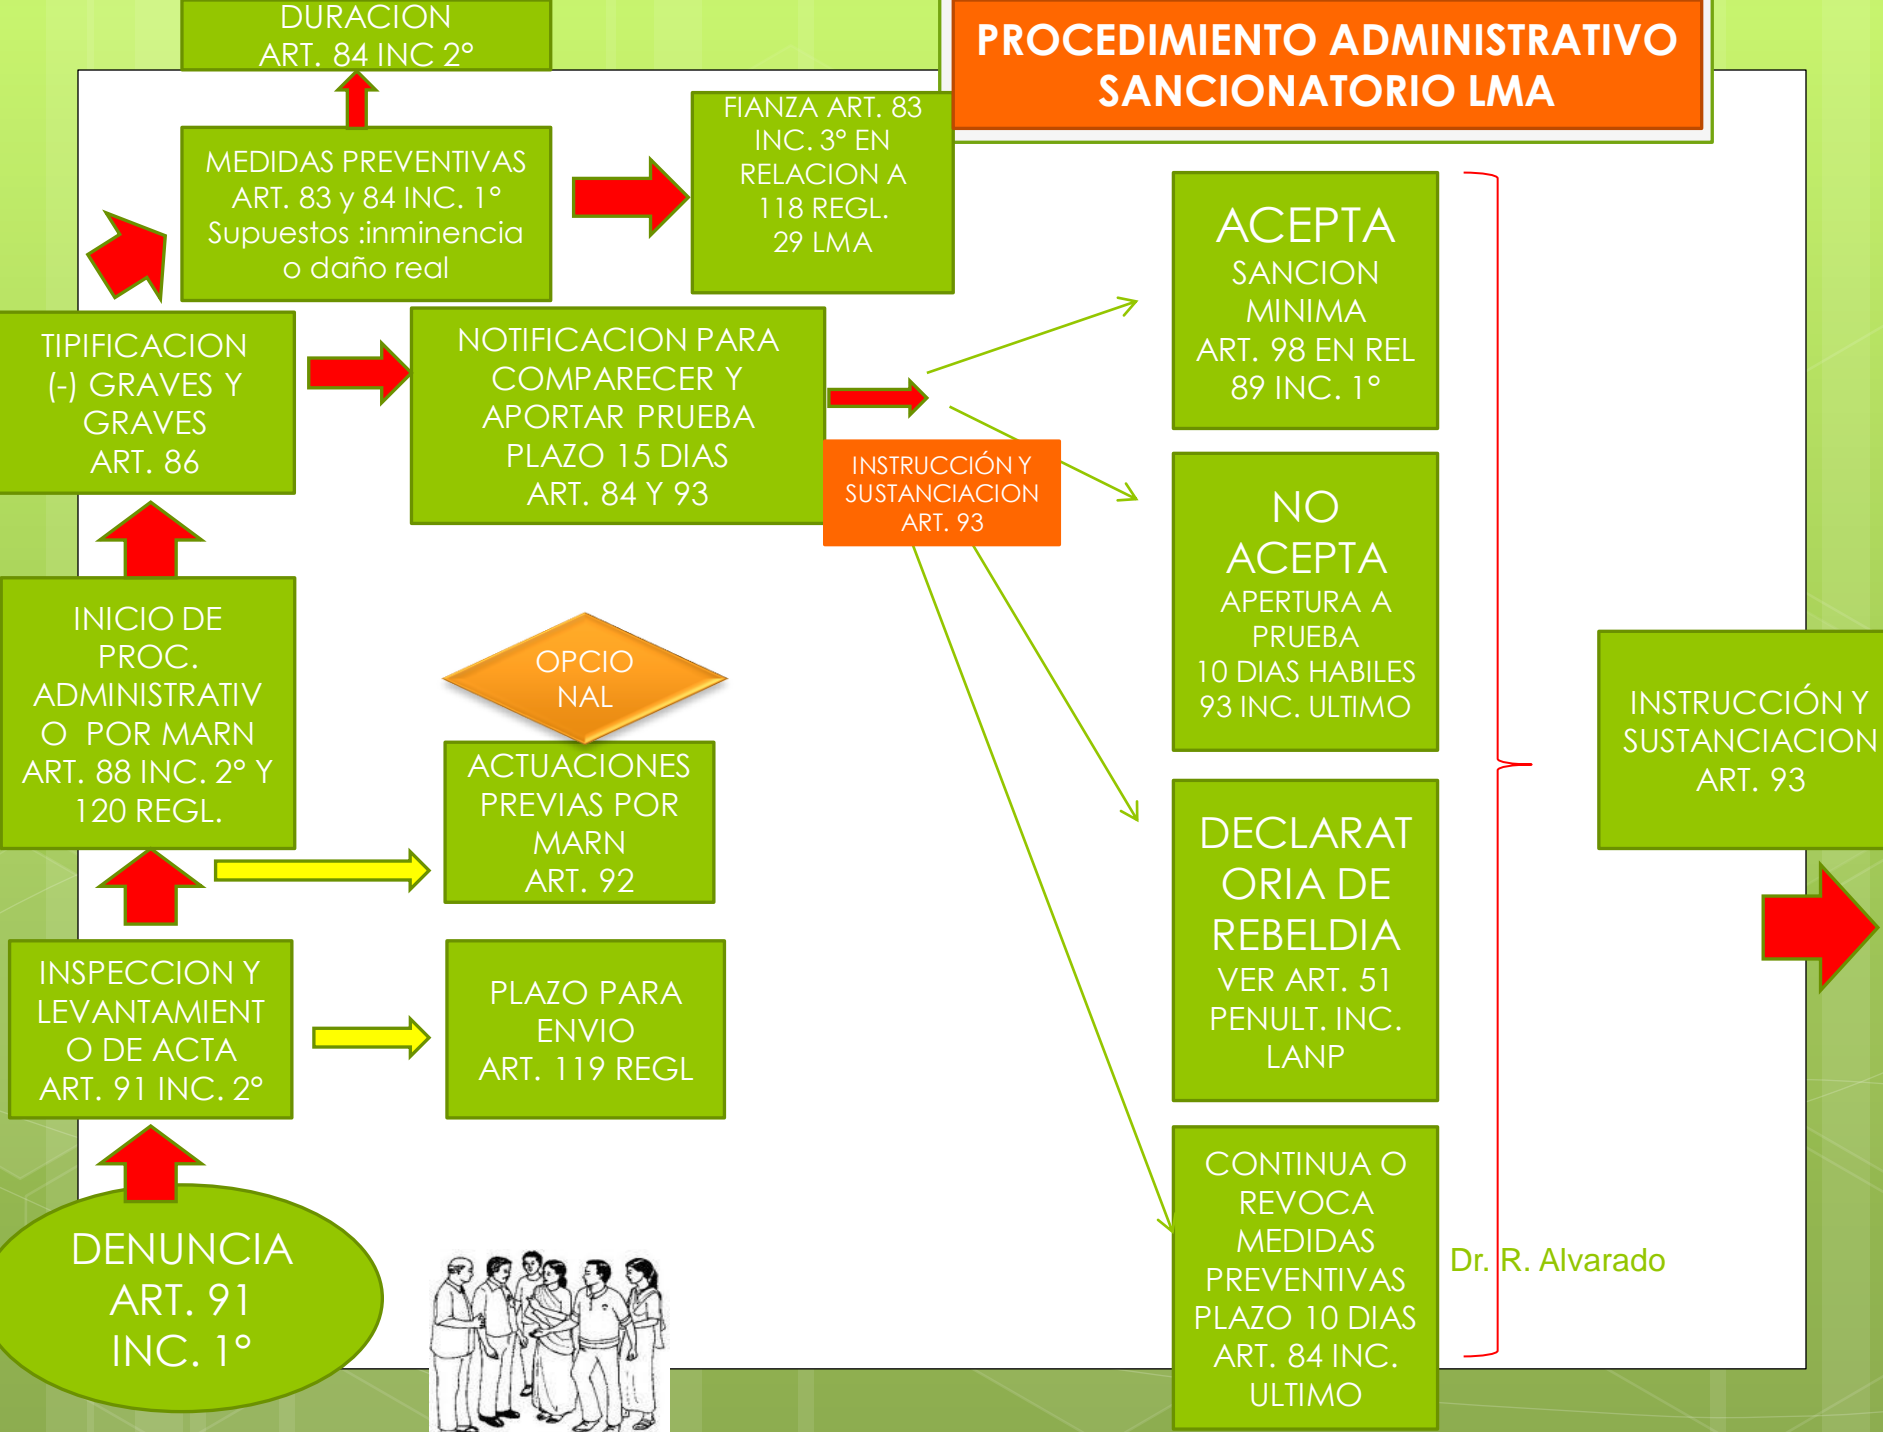 PROCEDIMIENTO ADMINISTRATIVO
SANCIONATORIO LMA
DURACION
ART. 84 INC 2°
MEDIDAS PREVENTIVAS
ART. 83 y 84 INC. 1°
Supuestos :inminencia
o daño real
FIANZA ART. 83
INC. 3° EN
RELACION A
118 REGL.
29 LMA
TIPIFICACION
(-) GRAVES Y
GRAVES
ART. 86
NOTIFICACION PARA
COMPARECER Y
APORTAR PRUEBA
PLAZO 15 DIAS
ART. 84 Y 93
INSTRUCCIÓN Y
SUSTANCIACION
ART. 93
INICIO DE
PROC.
ADMINISTRATIV
O POR MARN
ART. 88 INC. 2° Y
120 REGL.
OPCIO
NAL
ACTUACIONES
PREVIAS POR
MARN
ART. 92
INSPECCION Y
LEVANTAMIENT
O DE ACTA
ART. 91 INC. 2°
PLAZO PARA
ENVIO
ART. 119 REGL
DENUNCIA
ART. 91
INC. 1°
ACEPTA
SANCION
MINIMA
ART. 98 EN REL
89 INC. 1°
NO
ACEPTA
APERTURA A
PRUEBA
10 DIAS HABILES
93 INC. ULTIMO
DECLARAT
ORIA DE
REBELDIA
VER ART. 51
PENULT. INC.
LANP
CONTINUA O
REVOCA
MEDIDAS
PREVENTIVAS
PLAZO 10 DIAS
ART. 84 INC.
ULTIMO
INSTRUCCIÓN Y
SUSTANCIACION
ART. 93
Dr. R. Alvarado